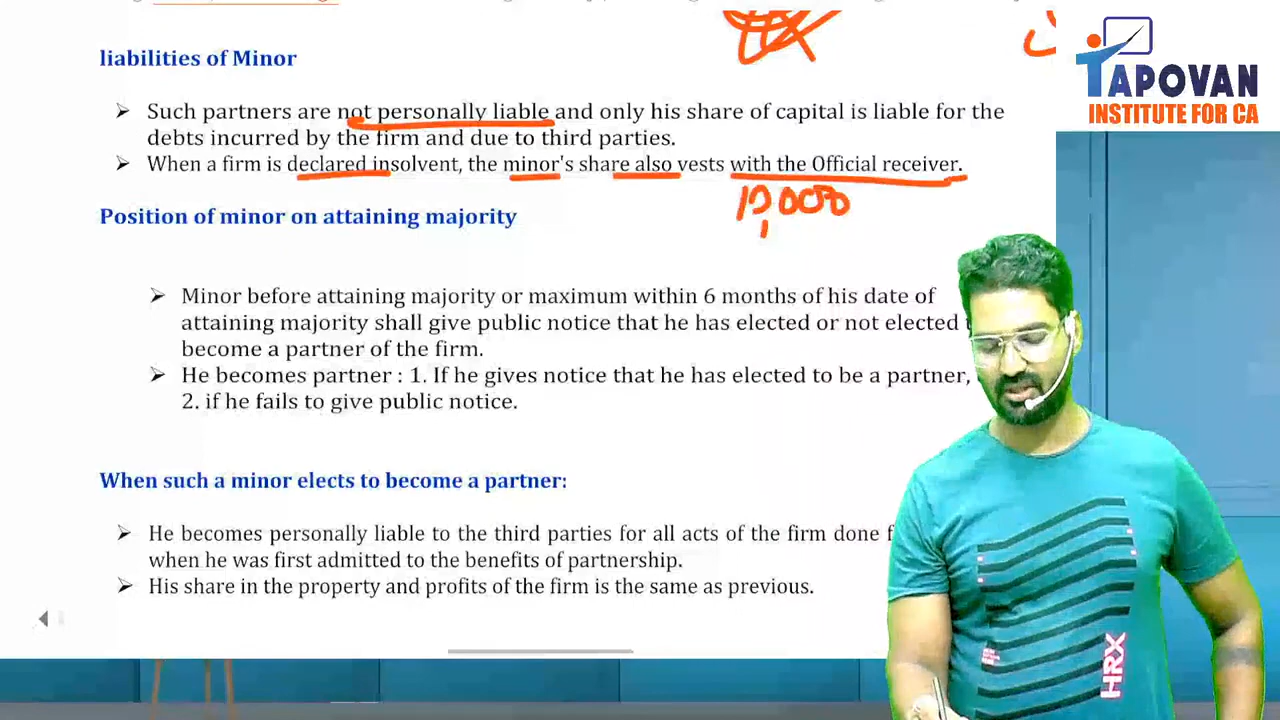 liabilities of Minor
➢ Such partners are not personally liable and only his share of capital is liable for the
debts incurred by the firm and due to third parties.
➢ When a firm is declared insolvent, the minor's share also vests with the Official receiver.
10,000
Position of minor on attaining majority
➢ Minor before attaining majority or maximum within 6 months of his date of
attaining majority shall give public notice that he has elected or not elected
become a partner of the firm.
➢ He becomes partner : 1. If he gives notice that he has elected to be a partner,
2. if he fails to give public notice.
When such a minor elects to become a partner:
➢ He becomes personally liable to the third parties for all acts of the firm done
when he was first admitted to the benefits of partnership.
➢ His share in the property and profits of the firm is the same as previous.
TAPOVAN
INSTITUTE FOR CA
HRX